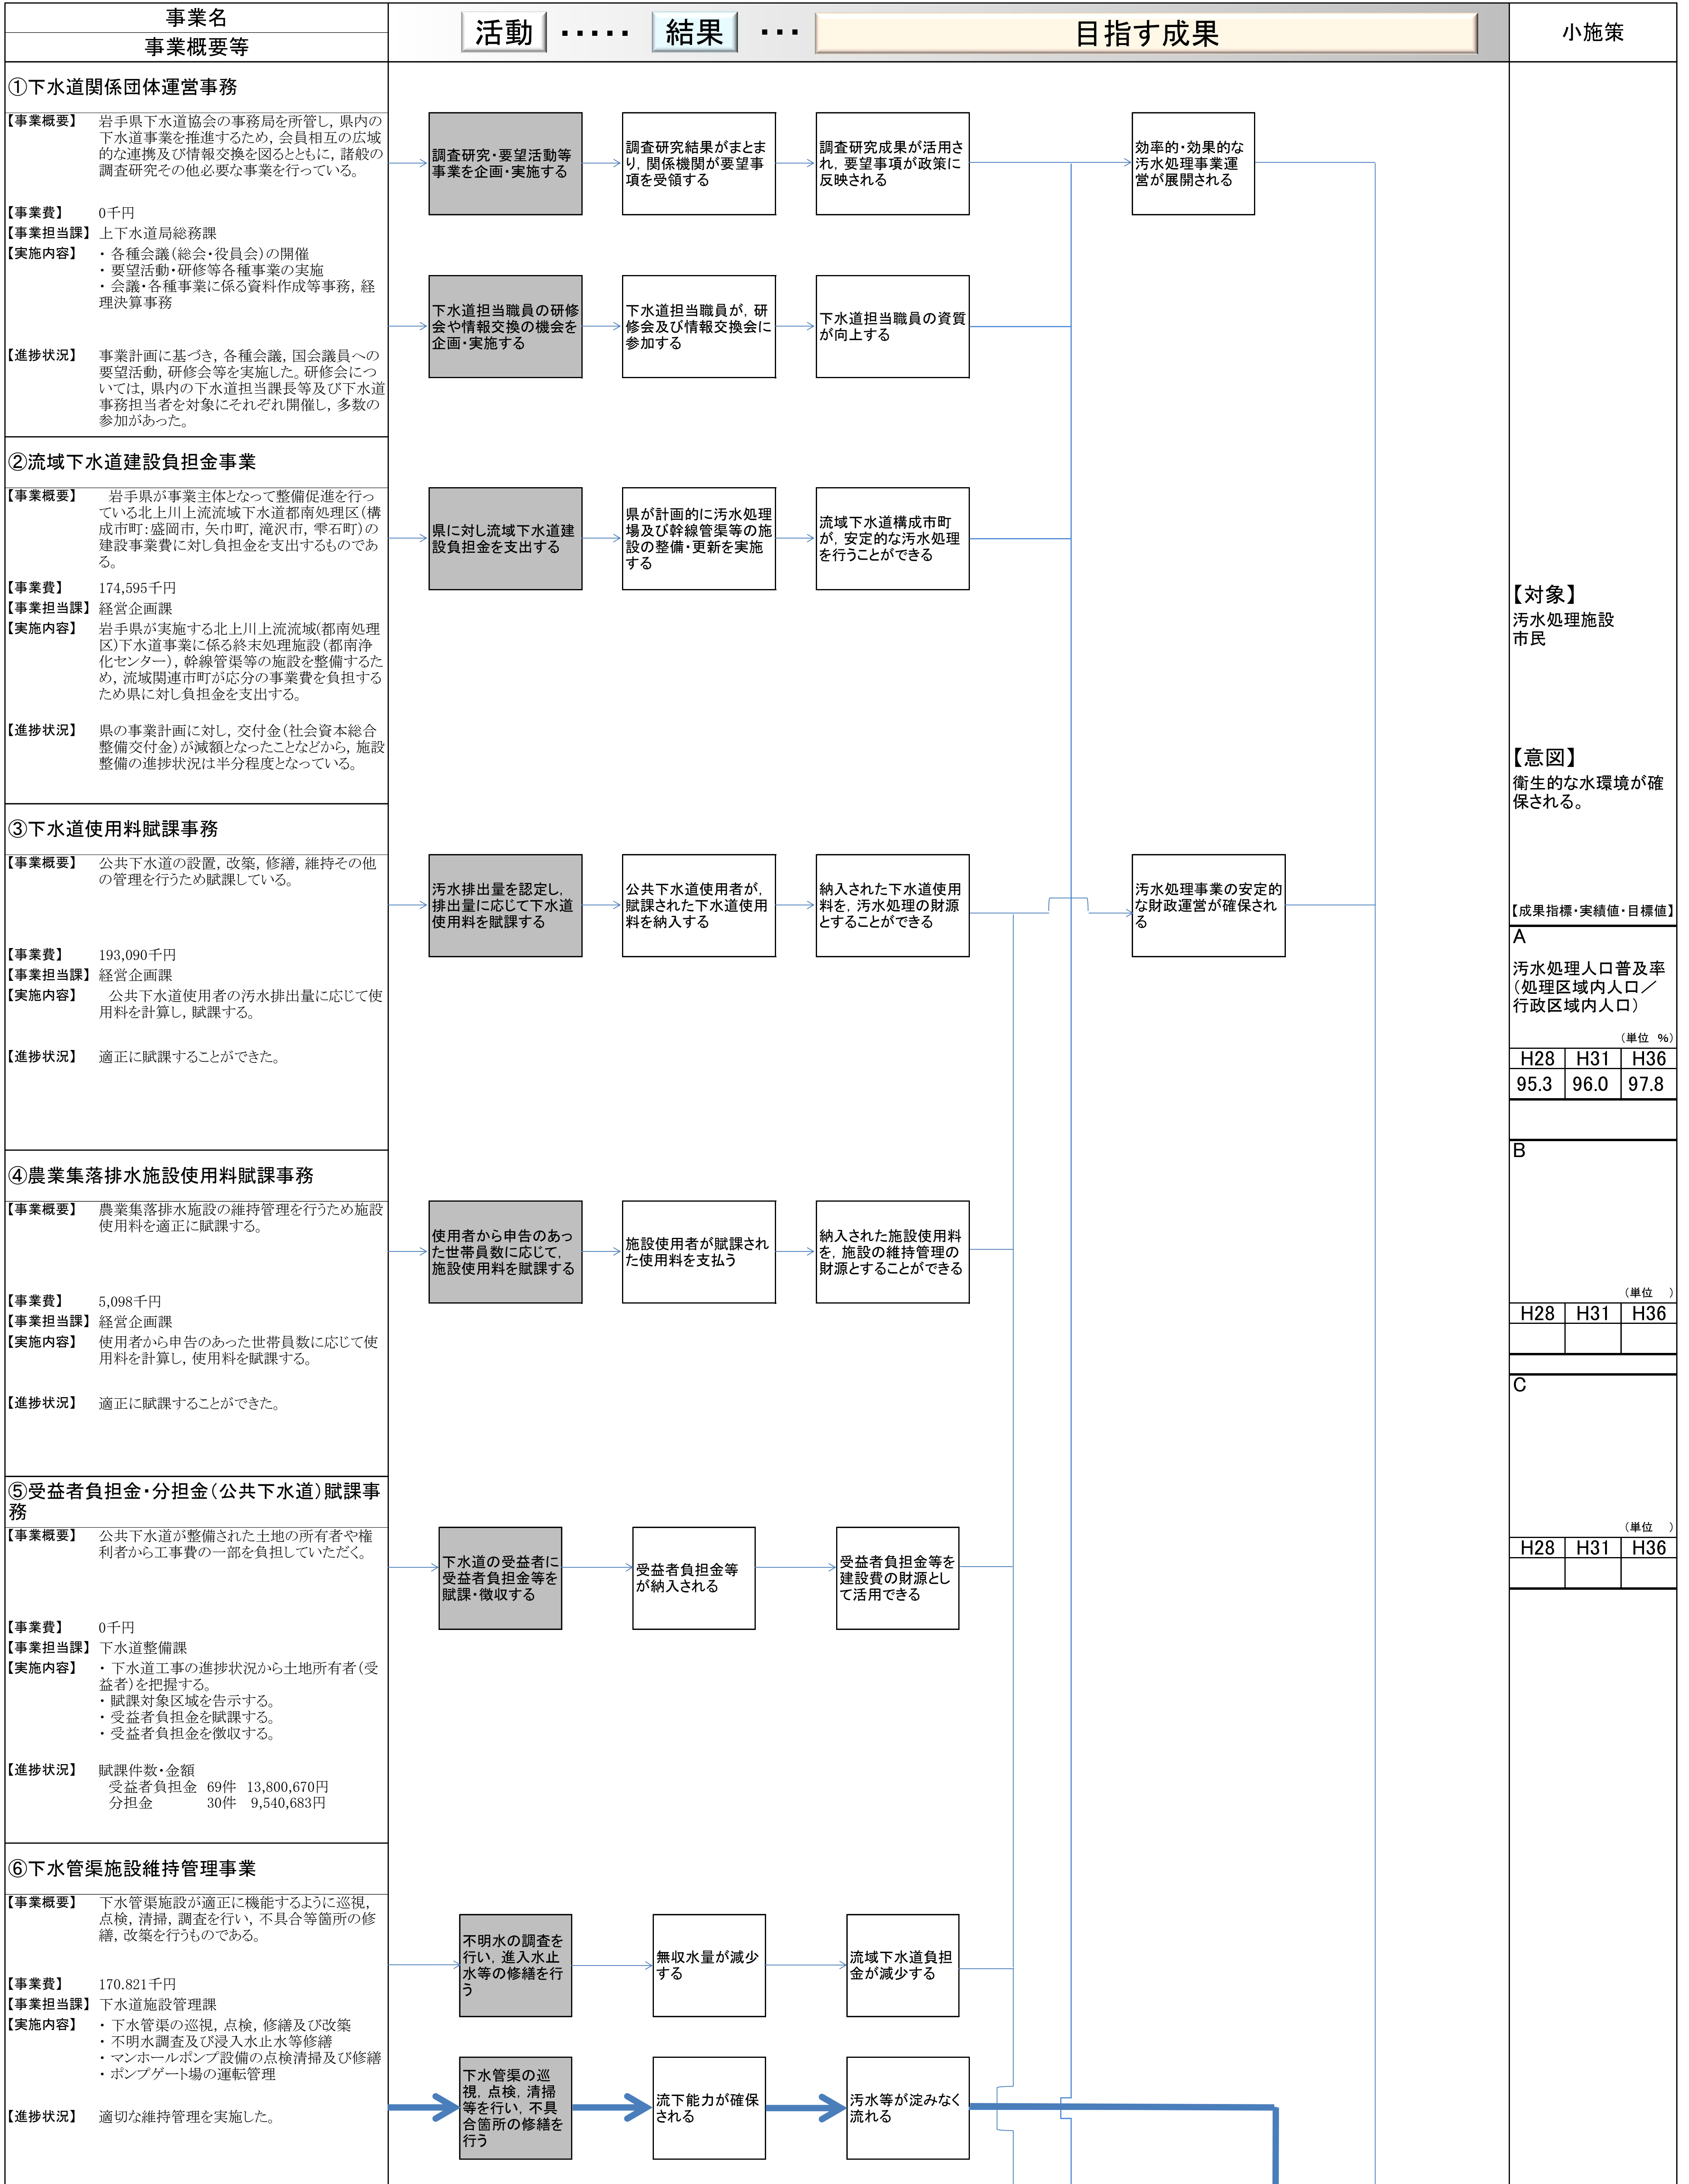 事業名
事業概要等
活動 ・・・・・ 結果 ・・・ 目指す成果
小施策
①下水道関係団体運営事務
【事業概要】 岩手県下水道協会の事務局を所管し，県内の
下水道事業を推進するため，会員相互の広域
的な連携及び情報交換を図るとともに，諸般の
調査研究その他必要な事業を行っている。
【事業費】 0千円
【事業担当課】 上下水道局総務課
【実施内容】 ・ 各種会議（総会・役員会）の開催
・ 要望活動・研修等各種事業の実施
・ 会議・各種事業に係る資料作成等事務，経
理決算事務
【進捗状況】 事業計画に基づき，各種会議，国会議員への
要望活動，研修会等を実施した。研修会につ
いては，県内の下水道担当課長等及び下水道
事務担当者を対象にそれぞれ開催し，多数の
参加があった。
調査研究・要望活動等
事業を企画・実施する
調査研究結果がまとま
り，関係機関が要望事
項を受領する
調査研究成果が活用さ
れ，要望事項が政策に
反映される
効率的・効果的な
汚水処理事業運
営が展開される
下水道担当職員の研修
会や情報交換の機会を
企画・実施する
下水道担当職員が，研
修会及び情報交換会に
参加する
下水道担当職員の資質
が向上する
②流域下水道建設負担金事業
【事業概要】 岩手県が事業主体となって整備促進を行っ
ている北上川上流流域下水道都南処理区（構
成市町：盛岡市，矢巾町，滝沢市，雫石町）の
建設事業費に対し負担金を支出するものであ
る。
【事業費】 174,595千円
【事業担当課】 経営企画課
【実施内容】 岩手県が実施する北上川上流流域(都南処理
区)下水道事業に係る終末処理施設（都南浄
化センター），幹線管渠等の施設を整備するた
め，流域関連市町が応分の事業費を負担する
ため県に対し負担金を支出する。
【進捗状況】 県の事業計画に対し，交付金（社会資本総合
整備交付金）が減額となったことなどから，施設
整備の進捗状況は半分程度となっている。
県に対し流域下水道建
設負担金を支出する
県が計画的に汚水処理
場及び幹線管渠等の施
設の整備・更新を実施
する
流域下水道構成市町
が，安定的な汚水処理
を行うことができる
③下水道使用料賦課事務
【事業概要】 公共下水道の設置，改築，修繕，維持その他
の管理を行うため賦課している。
【事業費】 193,090千円
【事業担当課】 経営企画課
【実施内容】 公共下水道使用者の汚水排出量に応じて使
用料を計算し，賦課する。
【進捗状況】 適正に賦課することができた。
汚水排出量を認定し，
排出量に応じて下水道
使用料を賦課する
公共下水道使用者が，
賦課された下水道使用
料を納入する
納入された下水道使用
料を，汚水処理の財源
とすることができる
汚水処理事業の安定的
な財政運営が確保され
る
④農業集落排水施設使用料賦課事務
【事業概要】 農業集落排水施設の維持管理を行うため施設
使用料を適正に賦課する。
【事業費】 5,098千円
【事業担当課】 経営企画課
【実施内容】 使用者から申告のあった世帯員数に応じて使
用料を計算し，使用料を賦課する。
【進捗状況】 適正に賦課することができた。
使用者から申告のあっ
た世帯員数に応じて，
施設使用料を賦課する
施設使用者が賦課され
た使用料を支払う
納入された施設使用料
を，施設の維持管理の
財源とすることができる
⑤受益者負担金・分担金（公共下水道）賦課事
務
【事業概要】 公共下水道が整備された土地の所有者や権
利者から工事費の一部を負担していただく。
【事業費】 0千円
【事業担当課】 下水道整備課
【実施内容】 ・ 下水道工事の進捗状況から土地所有者（受
益者）を把握する。
・ 賦課対象区域を告示する。
・ 受益者負担金を賦課する。
・ 受益者負担金を徴収する。
【進捗状況】 賦課件数・金額
受益者負担金 69件 13,800,670円
分担金 30件 9,540,683円
下水道の受益者に
受益者負担金等を
賦課・徴収する
受益者負担金等
が納入される
受益者負担金等を
建設費の財源とし
て活用できる
⑥下水管渠施設維持管理事業
【事業概要】 下水管渠施設が適正に機能するように巡視，
点検，清掃，調査を行い，不具合等箇所の修
繕，改築を行うものである。
【事業費】 170.821千円
【事業担当課】 下水道施設管理課
【実施内容】 ・ 下水管渠の巡視，点検，修繕及び改築
・ 不明水調査及び浸入水止水等修繕
・ マンホールポンプ設備の点検清掃及び修繕
・ ポンプゲート場の運転管理
【進捗状況】 適切な維持管理を実施した。
不明水の調査を
行い，進入水止
水等の修繕を行
う
無収水量が減少
する
流域下水道負担
金が減少する
下水管渠の巡
視，点検，清掃
等を行い，不具
合箇所の修繕を
行う
流下能力が確保
される
汚水等が淀みなく
流れる
【対象】
汚水処理施設
市民
【意図】
衛生的な水環境が確
保される。
【成果指標・実績値・目標値】
A
汚水処理人口普及率
（処理区域内人口／
行政区域内人口）
（単位 %）
H28 H31 H36
95.3 96.0 97.8
B
（単位 ）
H28 H31 H36
C
（単位 ）
H28 H31 H36